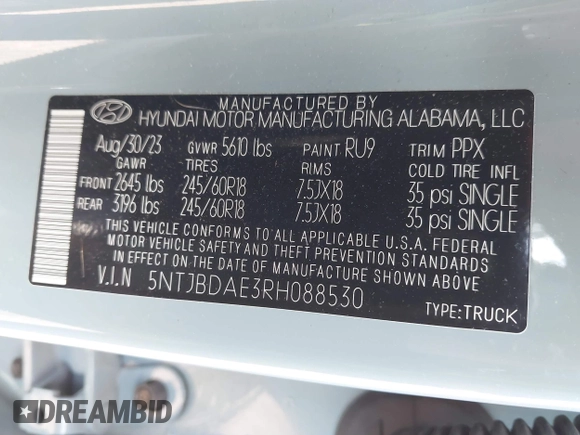 MANUFACTURED BY
HYUNDAI MOTOR MANUFACTURING ALABAMA, LLC
Aug/30/23 GVWR 5610 lbs PAINT RU9 TRIM PPX
GAWR TIRES RIMS COLD TIRE INFL
FRONT 2645 lbs 245/60R18 7.5JX18 35 psi SINGLE
REAR 3196 lbs 245/60R18 7.5JX18 35 psi SINGLE
THIS VEHICLE CONFORMS TO ALL APPLICABLE U.S.A. FEDERAL
MOTOR VEHICLE SAFETY AND THEFT PREVENTION STANDARDS
IN EFFECT ON THE DATE OF MANUFACTURE SHOWN ABOVE
V.I.N 5NTJBDAE3RH088530
TYPE:TRUCK
DREAMBID